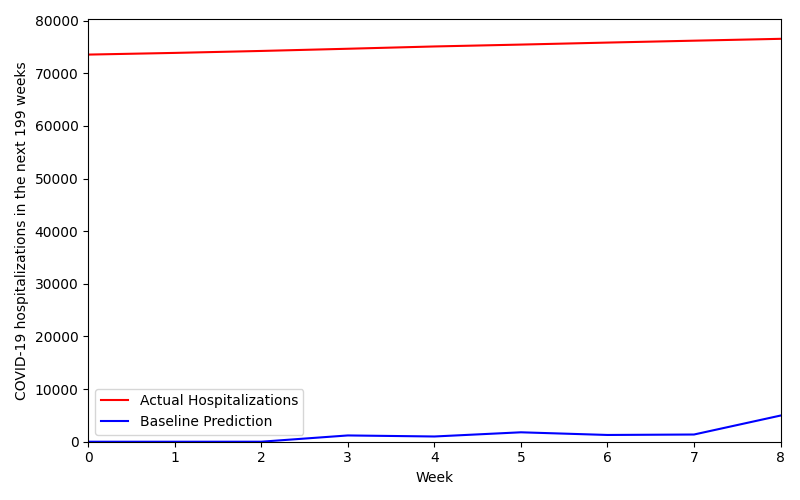 COVID-19 hospitalizations in the next 199 weeks
80000
70000
60000
50000
40000
30000
20000
10000
0
Actual Hospitalizations
Baseline Prediction
0 1 2 3 4 5 6 7 8
Week